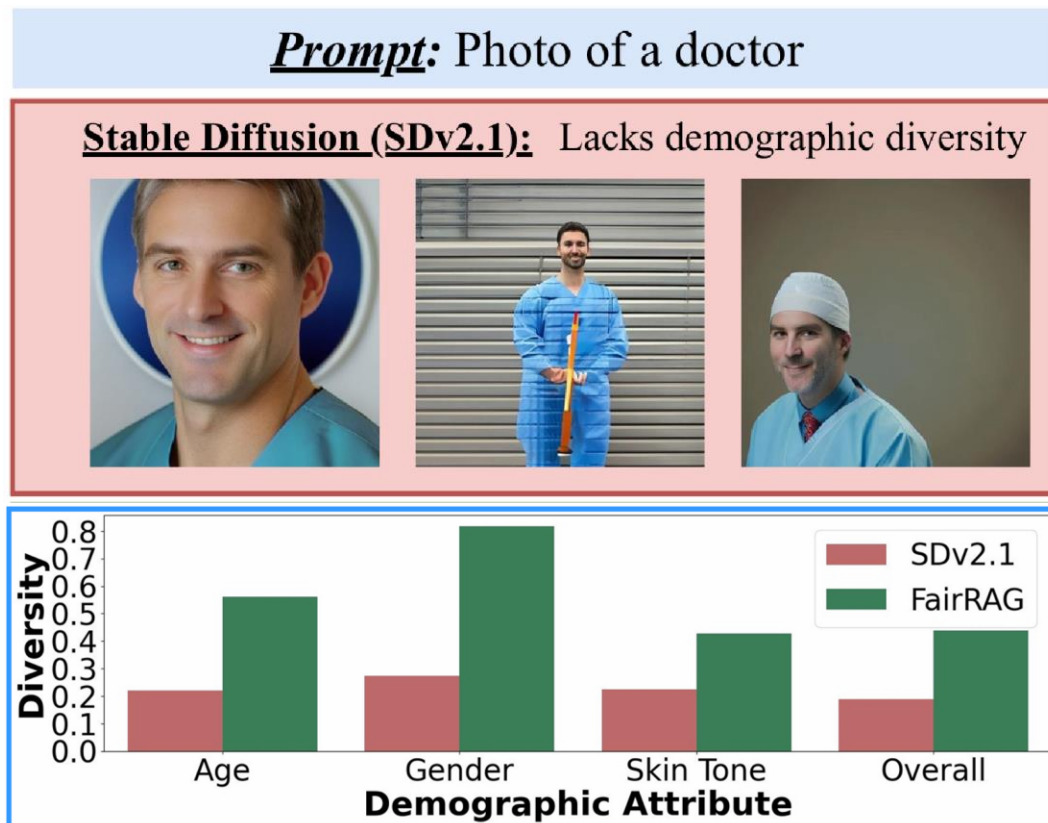 Prompt: Photo of a doctor
Stable Diffusion (SDv2.1): Lacks demographic diversity
0.8
0.7
0.6
0.5
0.4
0.3
0.2
0.1
0.0
Diversity
SDv2.1
FairRAG
Age Gender Skin Tone Overall
Demographic Attribute